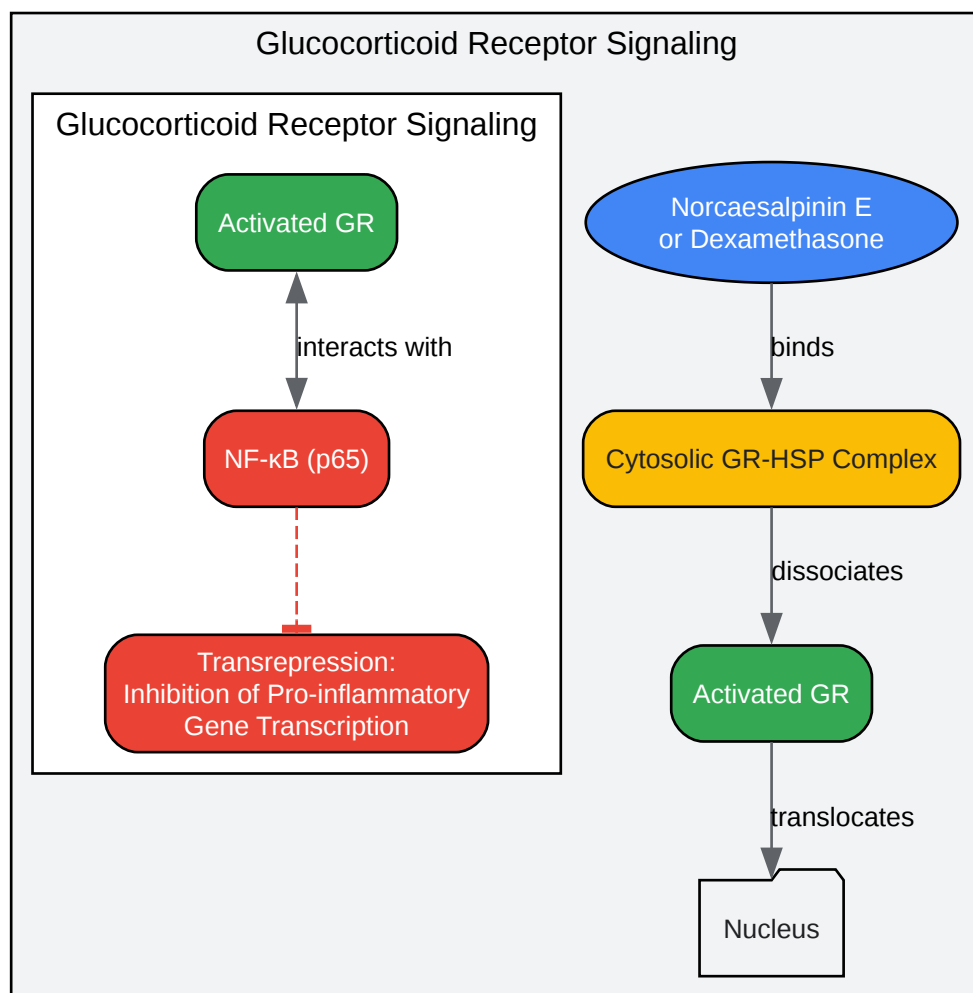 Glucocorticoid Receptor Signaling
Glucocorticoid Receptor Signaling
Activated GR
interacts with
NF-κB (p65)
Transrepression:
Inhibition of Pro-inflammatory
Gene Transcription
Norcaesalpinin E
or Dexamethasone
binds
Cytosolic GR-HSP Complex
dissociates
Activated GR
translocates
Nucleus